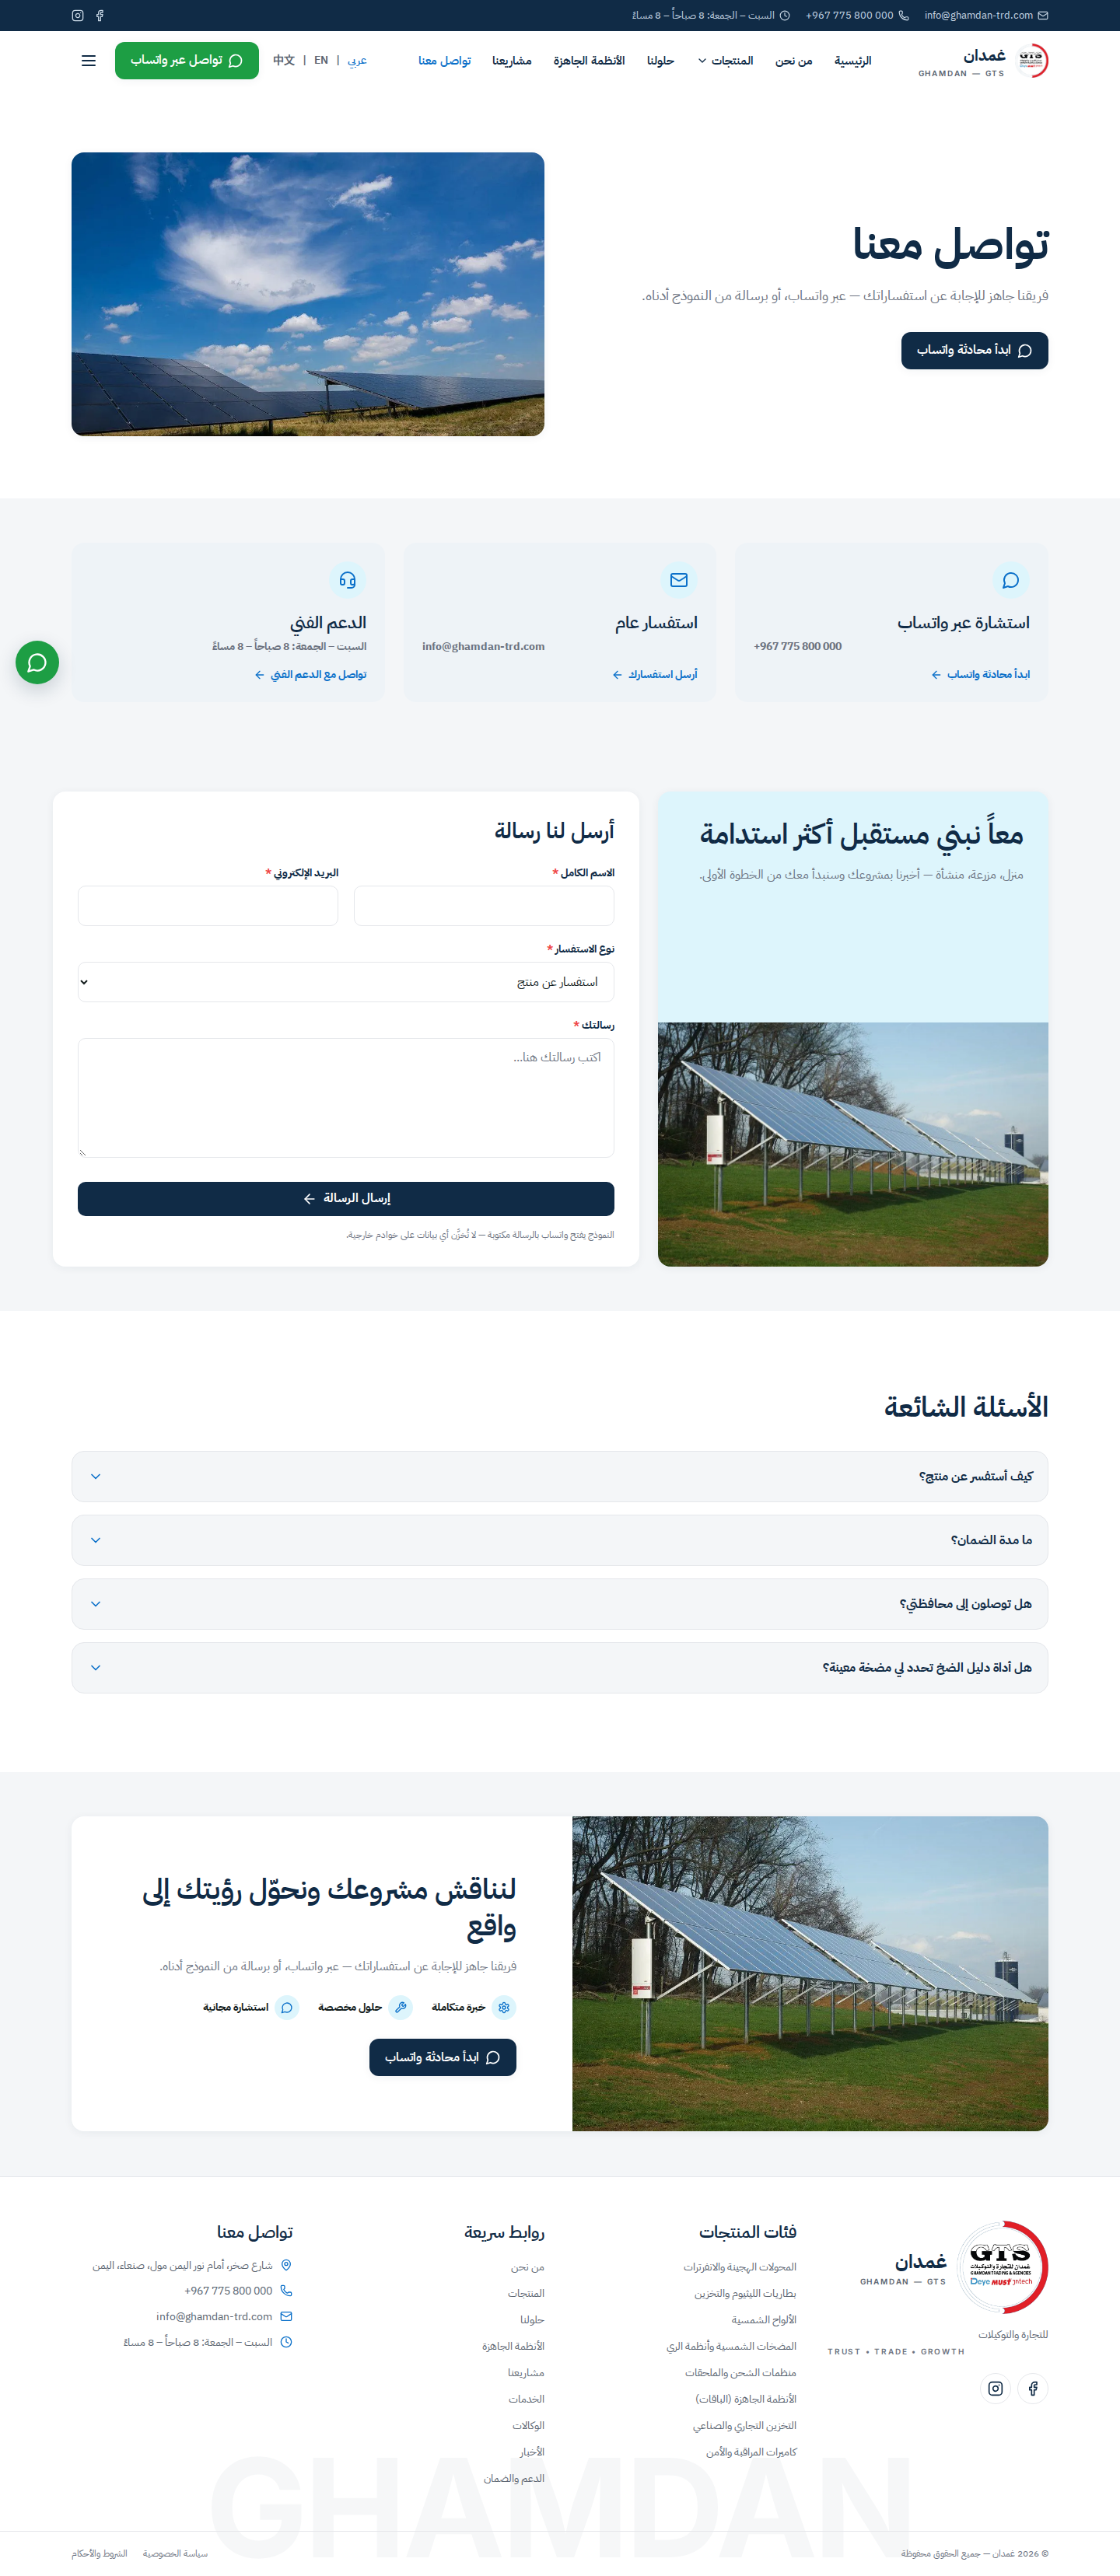 info@ghamdan-trd.com
+967 775 800 000
السبت – الجمعة: 8 صباحاً – 8 مساءً
غمدان
GHAMDAN — GTS
الرئيسية
من نحن
المنتجات
حلولنا
الأنظمة الجاهزة
مشاريعنا
تواصل معنا
عربي | EN | 中文
تواصل عبر واتساب
تواصل معنا
فريقنا جاهز للإجابة عن استفساراتك — عبر واتساب، أو برسالة من النموذج أدناه.
ابدأ محادثة واتساب
استشارة عبر واتساب
+967 775 800 000
ابدأ محادثة واتساب
استفسار عام
info@ghamdan-trd.com
أرسل استفسارك
الدعم الفني
السبت – الجمعة: 8 صباحاً – 8 مساءً
تواصل مع الدعم الفني
معاً نبني مستقبل أكثر استدامة
منزل، مزرعة، منشأة — أخبرنا بمشروعك وسنبدأ معك من الخطوة الأولى.
أرسل لنا رسالة
الاسم الكامل *
البريد الإلكتروني *
نوع الاستفسار *
استفسار عن منتج
رسالتك *
اكتب رسالتك هنا...
إرسال الرسالة
النموذج يفتح واتساب بالرسالة مكتوبة — لا تُخزَّن أي بيانات على خوادم خارجية.
الأسئلة الشائعة
كيف أستفسر عن منتج؟
ما مدة الضمان؟
هل توصلون إلى محافظتي؟
هل أداة دليل الضخ تحدد لي مضخة معينة؟
لنناقش مشروعك ونحوّل رؤيتك إلى
واقع
فريقنا جاهز للإجابة عن استفساراتك — عبر واتساب، أو برسالة من النموذج أدناه.
خبرة متكاملة
حلول مخصصة
استشارة مجانية
ابدأ محادثة واتساب
GTS
غمدان للتجارة والتوكيلات
GHAMDAN TRADING & AGENCIES
Deye must
غمدان
GHAMDAN — GTS
للتجارة والتوكيلات
TRUST • TRADE • GROWTH
فئات المنتجات
المحولات الهجينة والانفرترات
بطاريات الليثيوم والتخزين
الألواح الشمسية
المضخات الشمسية وأنظمة الري
منظمات الشحن والملحقات
الأنظمة الجاهزة (الباقات)
التخزين التجاري والصناعي
كاميرات المراقبة والأمن
روابط سريعة
من نحن
المنتجات
حلولنا
الأنظمة الجاهزة
مشاريعنا
الخدمات
الوكالات
الأخبار
الدعم والضمان
تواصل معنا
شارع صخر، أمام نور اليمن مول، صنعاء، اليمن
+967 775 800 000
info@ghamdan-trd.com
السبت – الجمعة: 8 صباحاً – 8 مساءً
GHAMDAN
© 2026 غمدان — جميع الحقوق محفوظة
سياسة الخصوصية
الشروط والأحكام